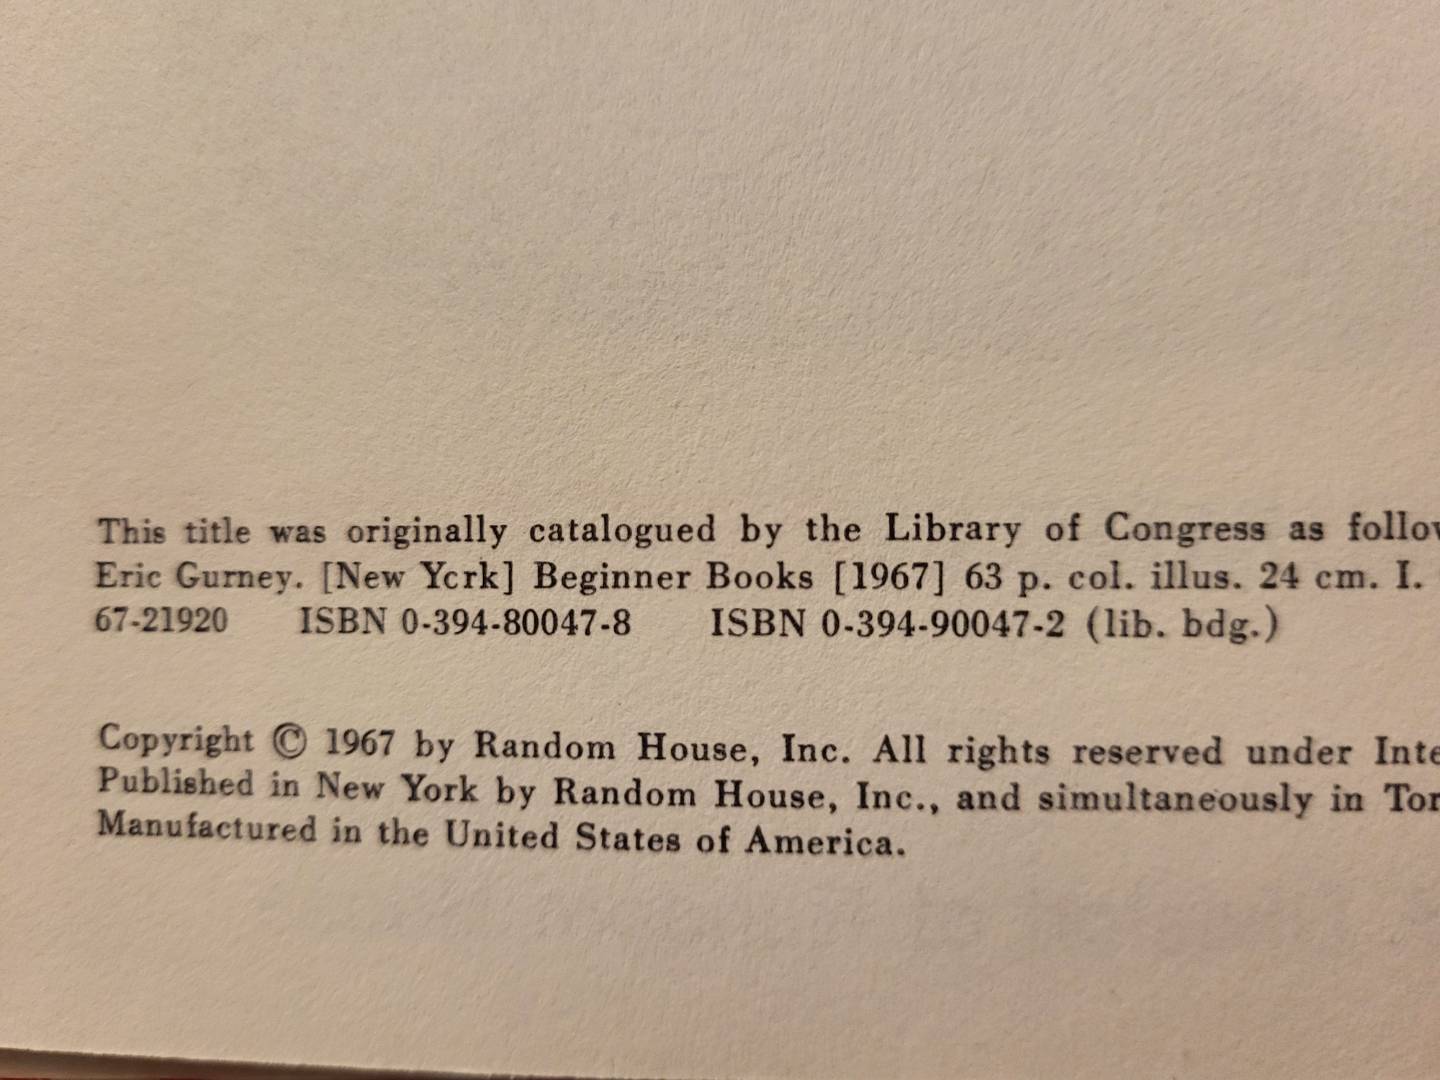 This title was originally catalogued by the Library of Congress as
Eric Gurney. [New Ycrk] Beginner Books [1967] 63 p. col. illus. 24 cm. I.
67-21920 ISBN 0-394-80047-8 ISBN 0-394-90047-2 (lib. bdg.)
Copyright © 1967 by Random House, Inc. All rights reserved under
Published in New York by Random House, Inc., and simultaneously in
Manufactured in the United States of America.